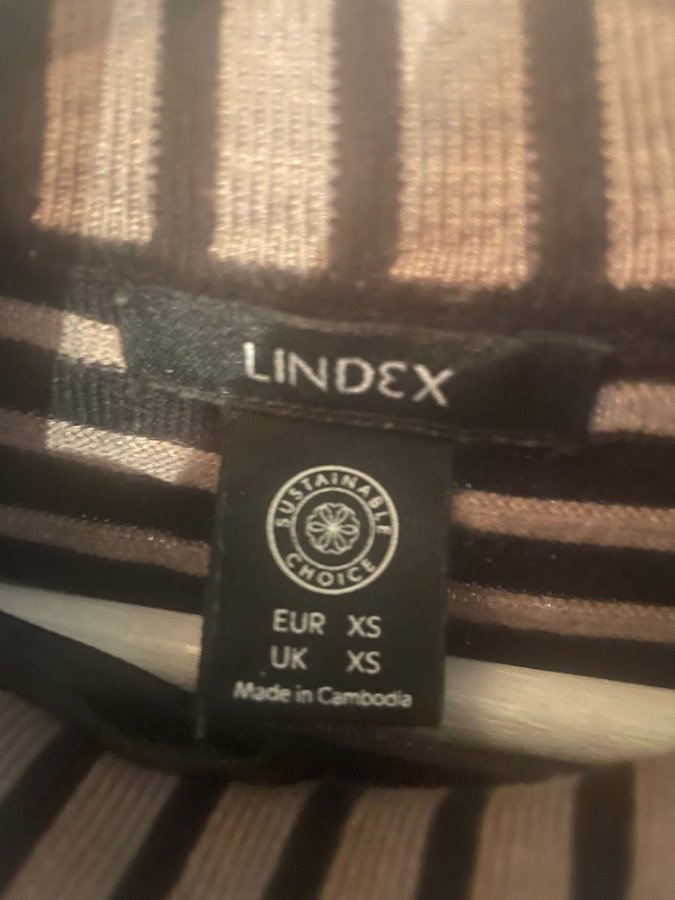 LINDEX
SUSTAINABLE
CHOICE
EUR XS
UK XS
Made in Cambodia